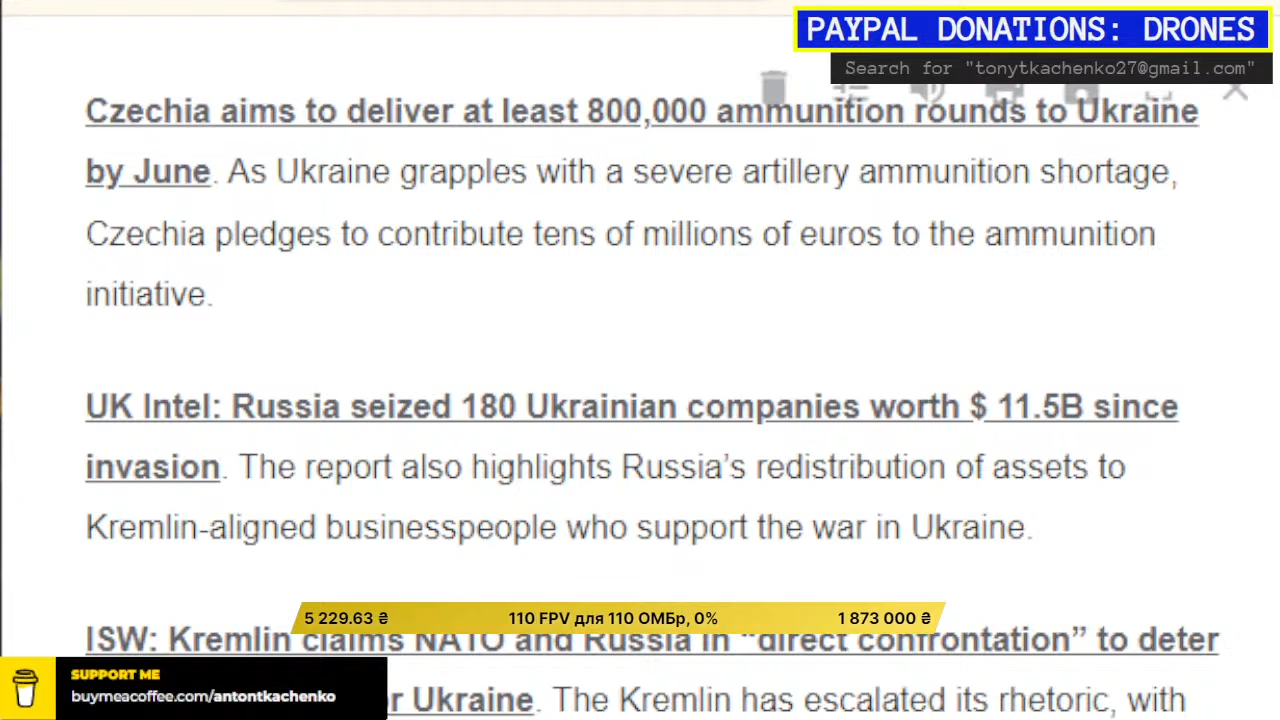 PAYPAL DONATIONS: DRONES
Search for "tonytkachenko27@gmail.com"
Czechia aims to deliver at least 800,000 ammunition rounds to Ukraine
by June. As Ukraine grapples with a severe artillery ammunition shortage,
Czechia pledges to contribute tens of millions of euros to the ammunition
initiative.
UK Intel: Russia seized 180 Ukrainian companies worth $ 11.5B since
invasion. The report also highlights Russia’s redistribution of assets to
Kremlin-aligned businesspeople who support the war in Ukraine.
5 229.63 ₴ 110 FPV для 110 ОМБр, 0% 1 873 000 ₴
ISW: Kremlin claims NATO and Russia in “direct confrontation” to deter
Ukraine. The Kremlin has escalated its rhetoric, with
SUPPORT ME
buymeacoffee.com/antontkachenko